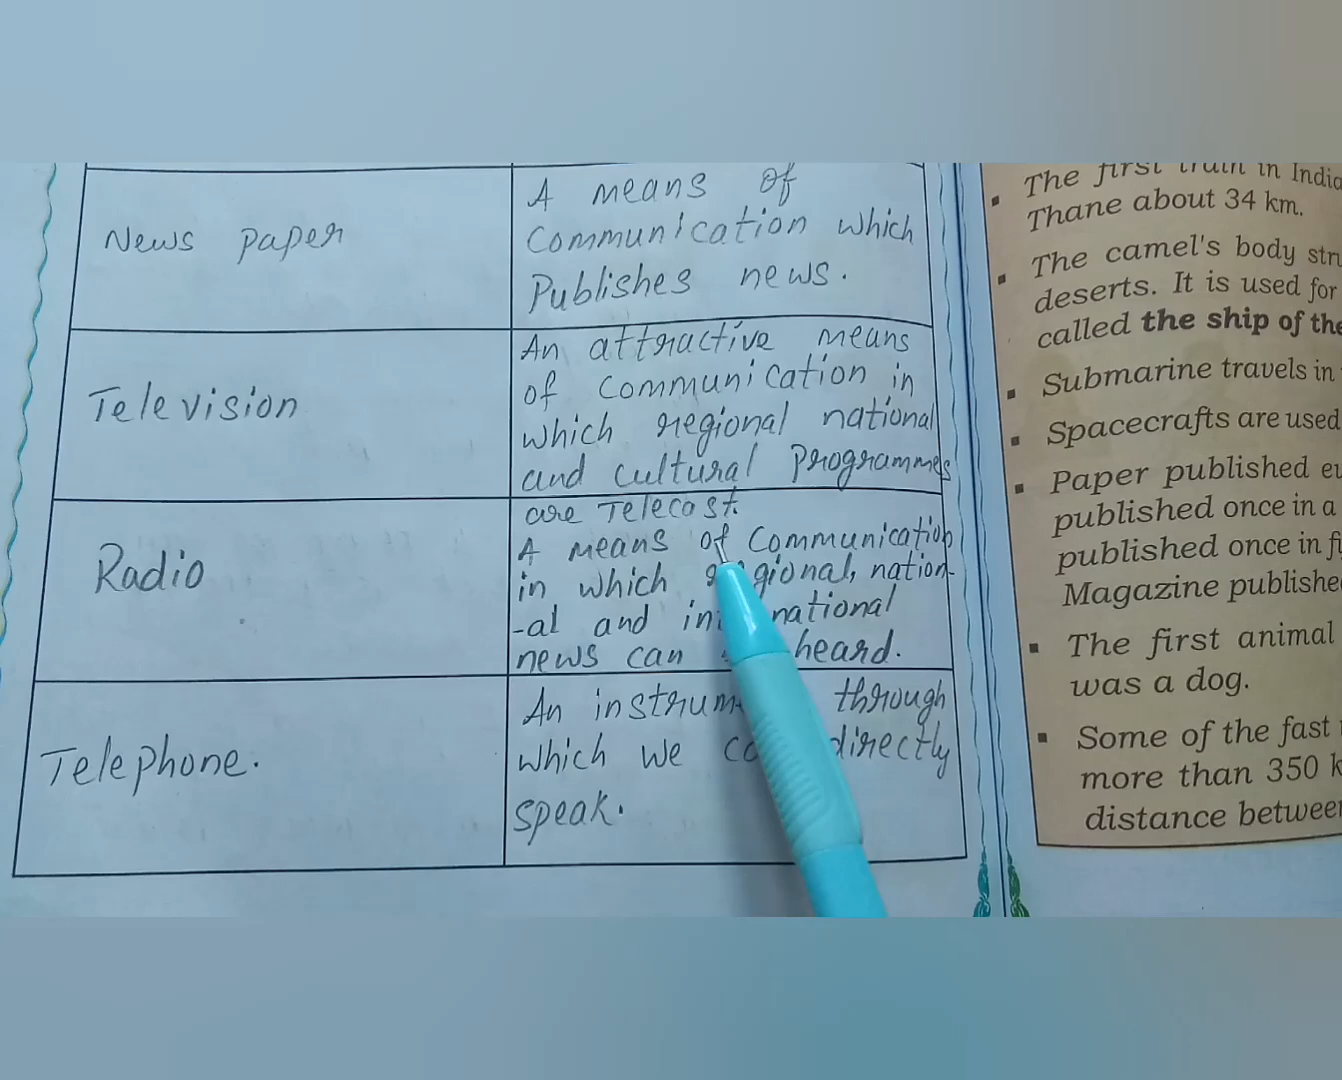 News paper
A means of
Communication which
Publishes news.
Television
An attractive means
of communication in
which regional national
and cultural Programmes
are Telecast.
Radio
A means of Communication
in which regional, nation-
-al and national
news can heard.
Telephone.
An through
which we directly
speak.
The first in India
Thane about 34 km.
The camel's body
deserts. It is used for
called the ship of the
Submarine travels in
Spacecrafts are used
Paper published
published once in a
published once in
Magazine
The first animal
was a dog.
Some of the fast
more than 350
distance